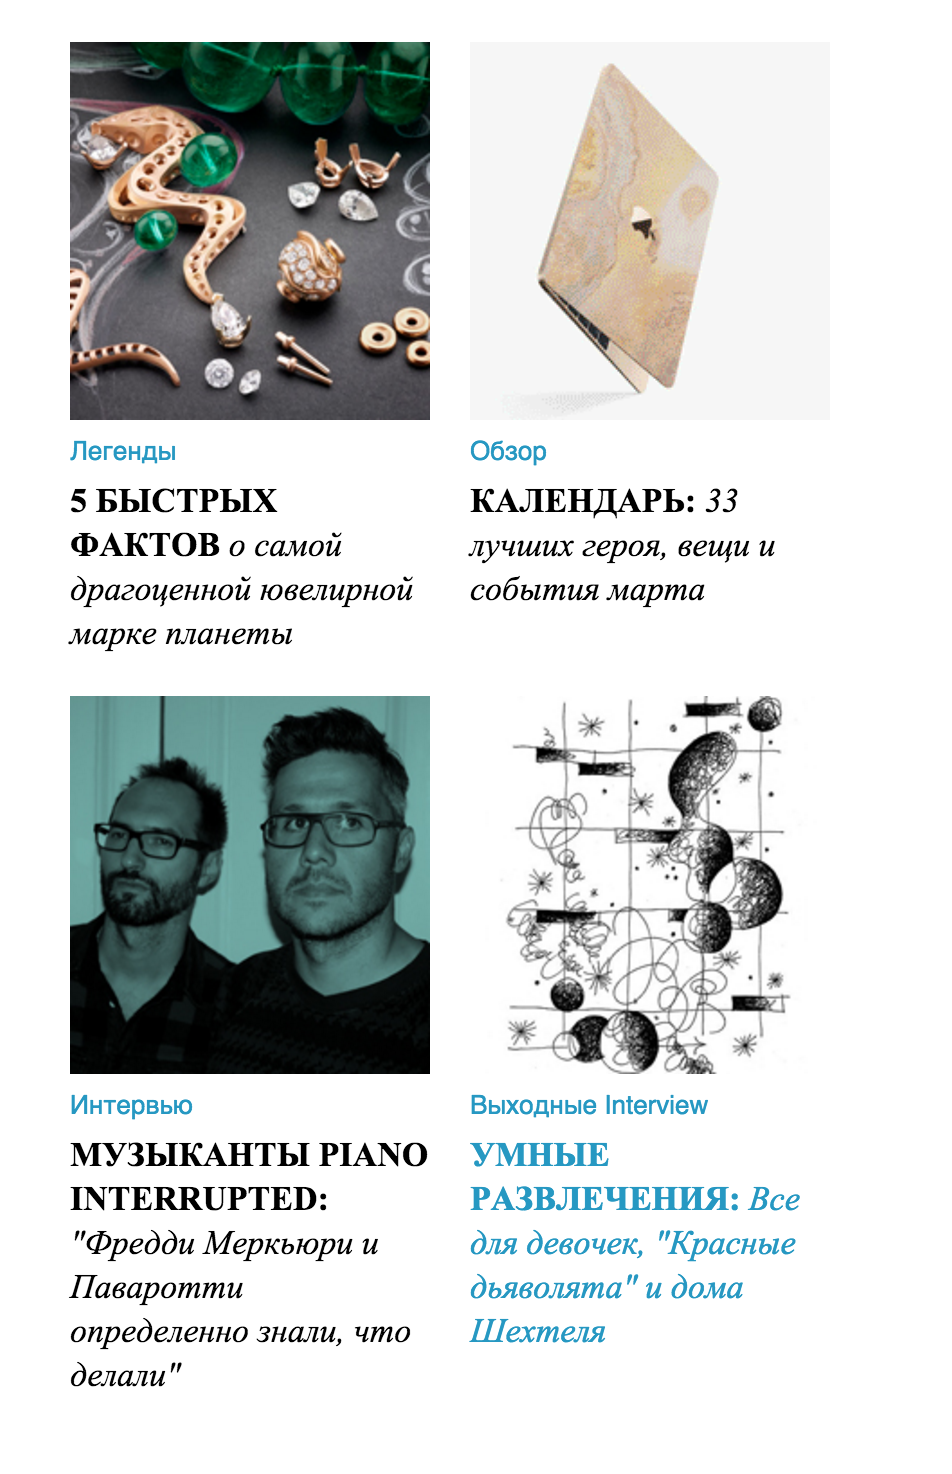 Легенды
5 БЫСТРЫХ
ФАКТОВ о самой
драгоценной ювелирной
марке планеты
Обзор
КАЛЕНДАРЬ: 33
лучших героя, вещи и
события марта
Интервью
МУЗЫКАНТЫ PIANO
INTERRUPTED:
"Фредди Меркьюри и
Паваротти
определенно знали, что
делали"
Выходные Interview
УМНЫЕ
РАЗВЛЕЧЕНИЯ: Все
для девочек, "Красные
дьяволята" и дома
Шехтеля